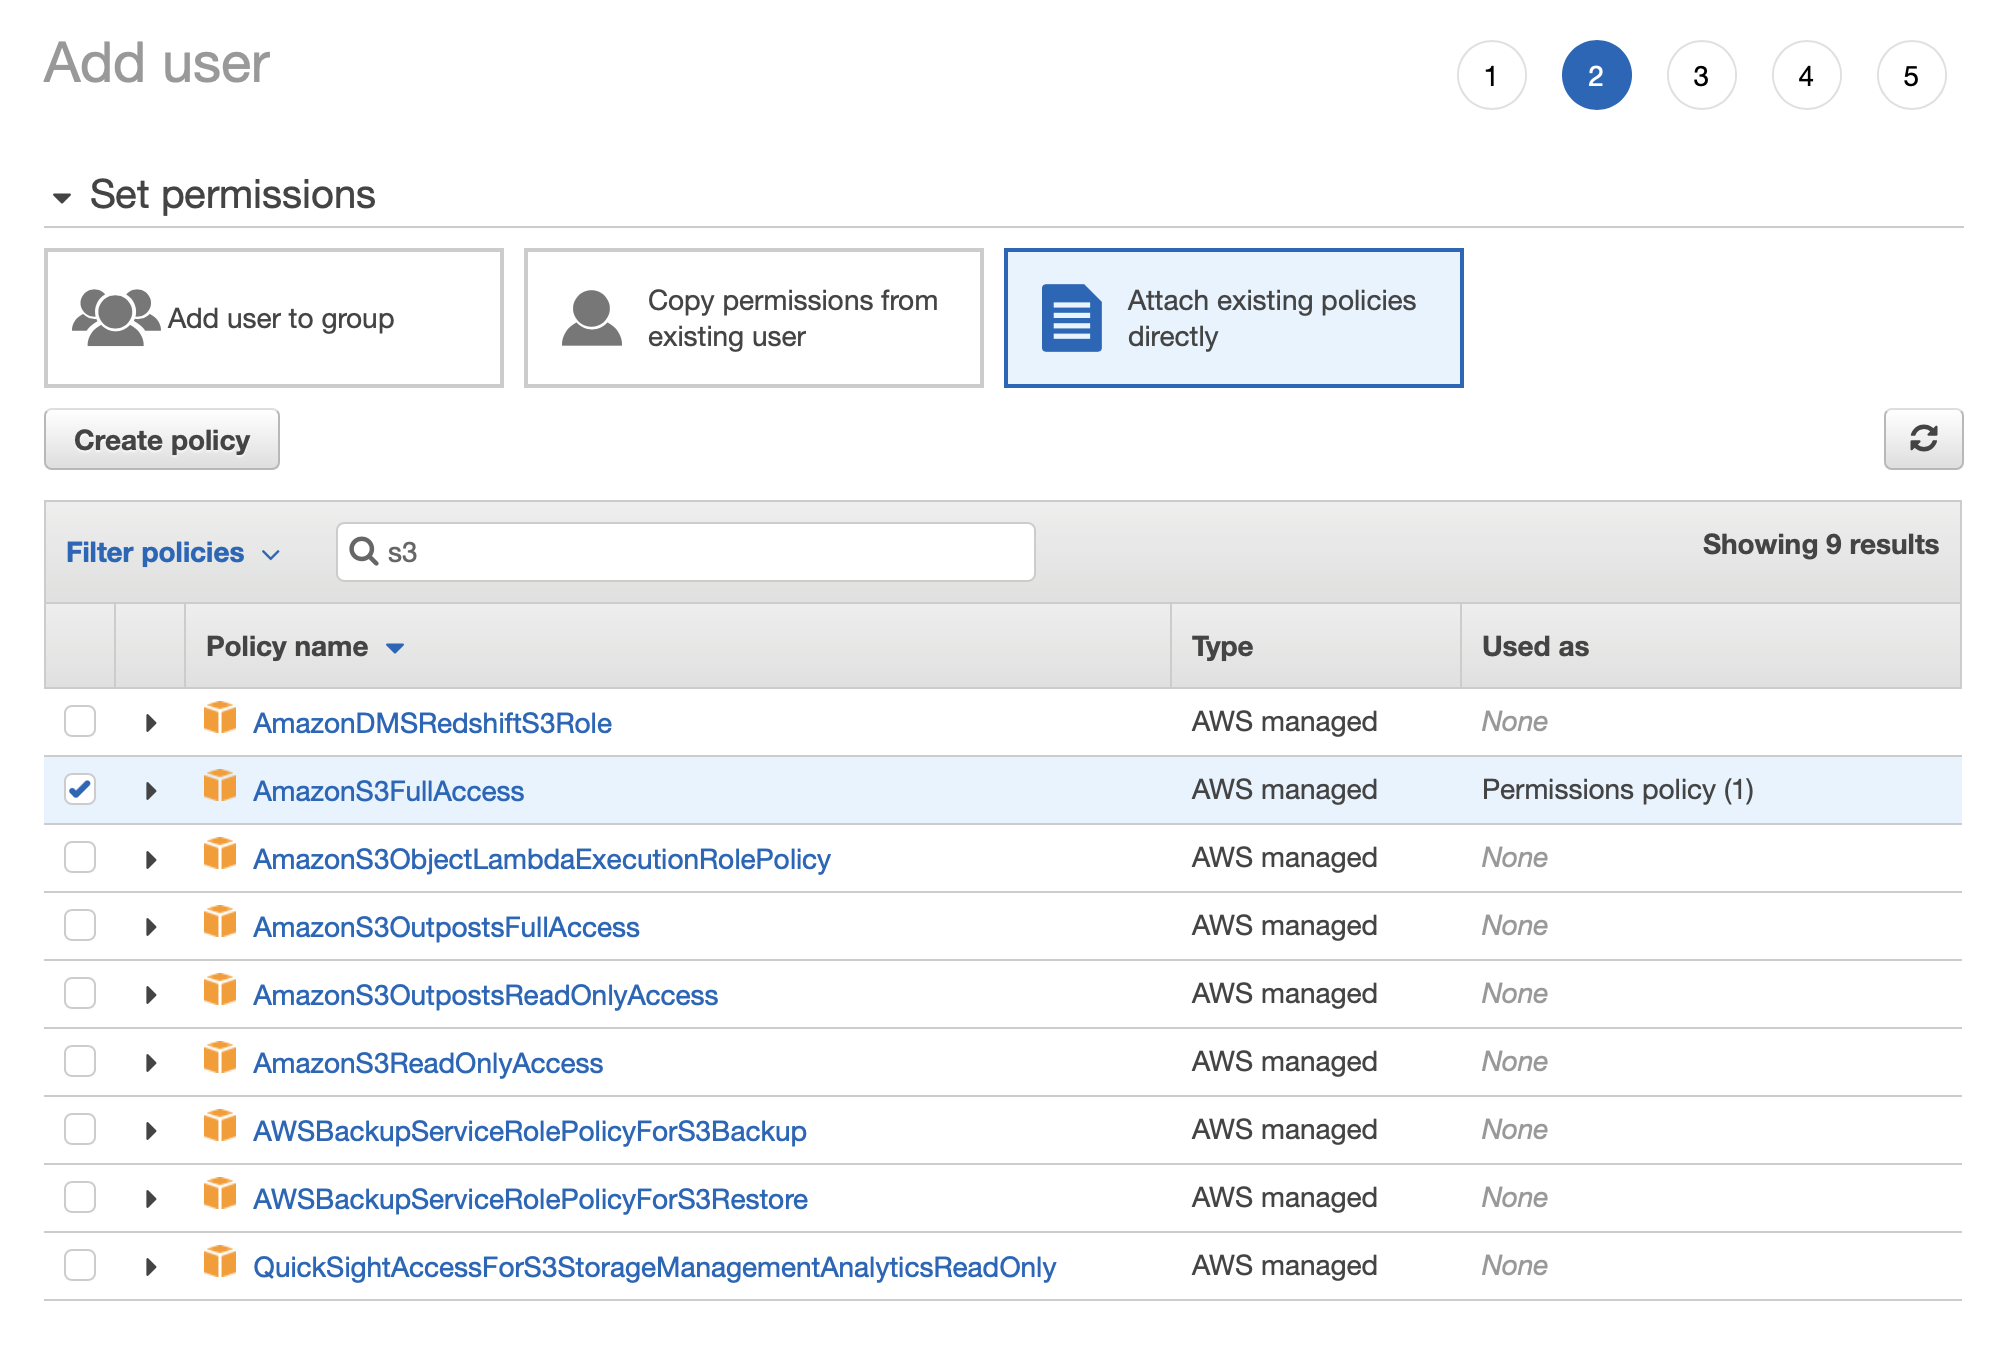 Add user
1 2 3 4 5
Set permissions
Add user to group
Copy permissions from
existing user
Attach existing policies
directly
Create policy
Filter policies s3 Showing 9 results
Policy name Type Used as
AmazonDMSRedshiftS3Role AWS managed None
AmazonS3FullAccess AWS managed Permissions policy (1)
AmazonS3ObjectLambdaExecutionRolePolicy AWS managed None
AmazonS3OutpostsFullAccess AWS managed None
AmazonS3OutpostsReadOnlyAccess AWS managed None
AmazonS3ReadOnlyAccess AWS managed None
AWSBackupServiceRolePolicyForS3Backup AWS managed None
AWSBackupServiceRolePolicyForS3Restore AWS managed None
QuickSightAccessForS3StorageManagementAnalyticsReadOnly AWS managed None